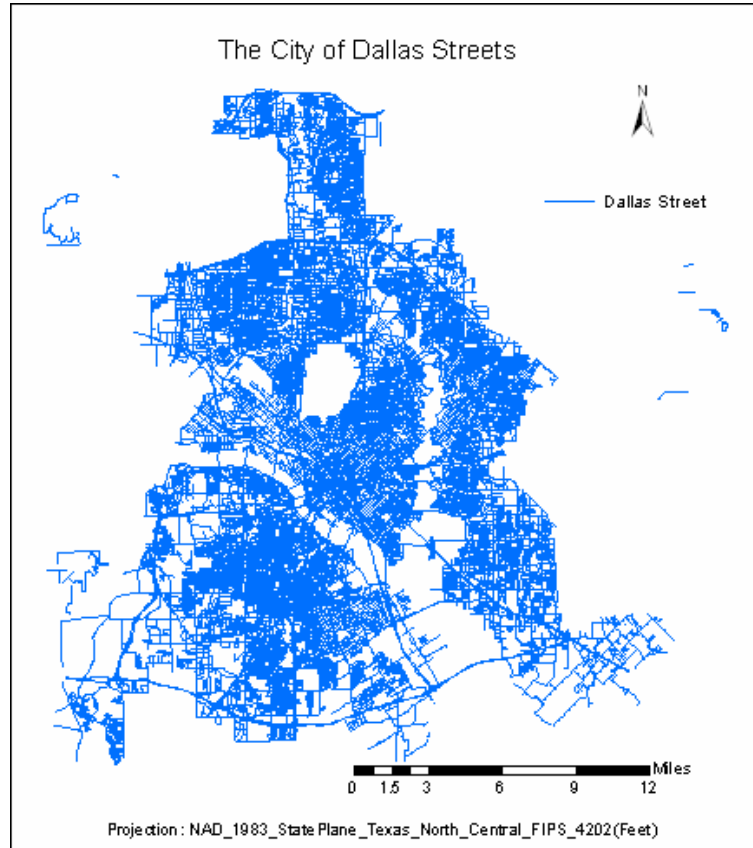 The City of Dallas Streets
N
Dallas Street
Miles
0 1.5 3 6 9 12
Projection: NAD_1983_StatePlane_Texas_North_Central_FIPS_4202(Feet)